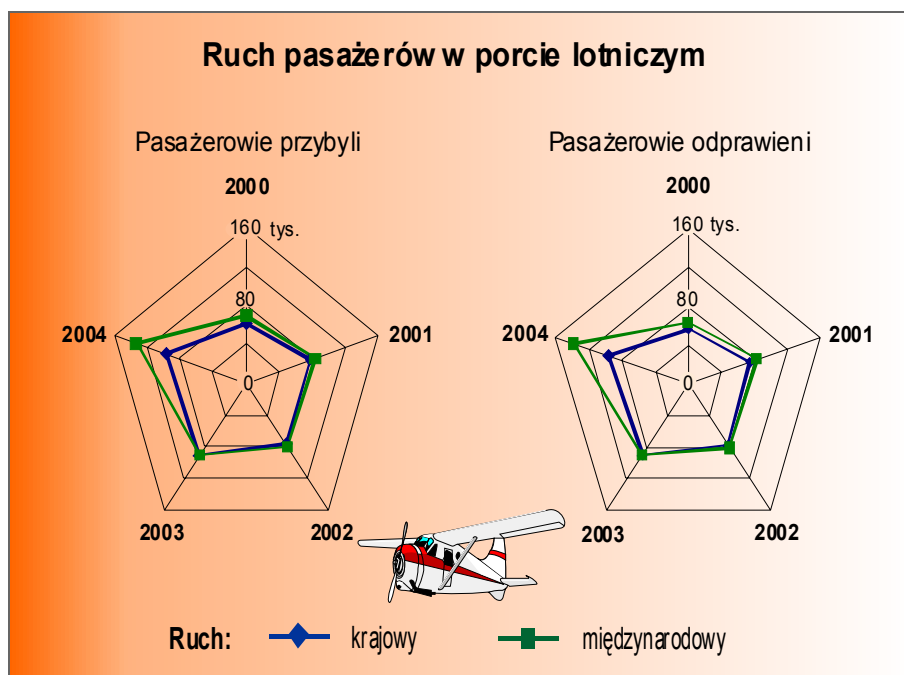 Ruch pasażerów w porcie lotniczym
Pasażerowie przybyli
2000
160 tys.
80
0
2001
2002
2003
2004
Pasażerowie odprawieni
2000
160 tys.
80
0
2001
2002
2003
2004
Ruch: krajowy międzynarodowy